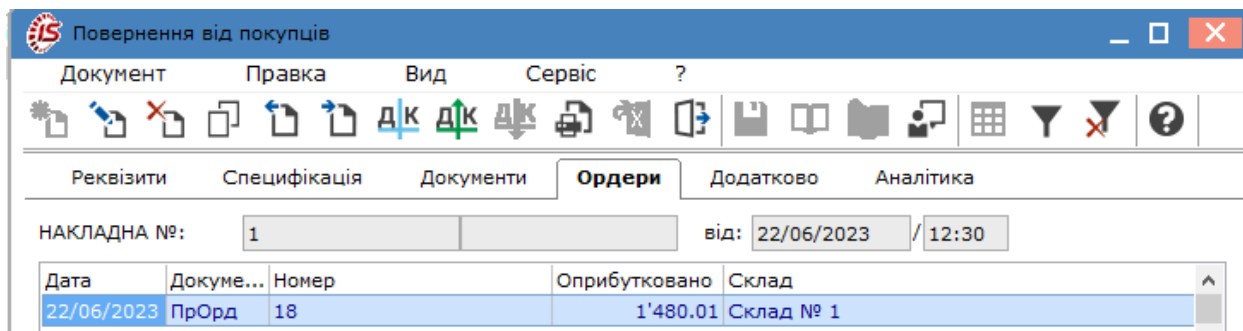 Повернення від покупців
Документ Правка Вид Сервіс ?
Реквізити Специфікація Документи Ордери Додатково Аналітика
НАКЛАДНА №: 1 від: 22/06/2023 / 12:30
Дата Докуме... Номер Оприбутковано Склад
22/06/2023 ПрОрд 18 1'480.01 Склад № 1